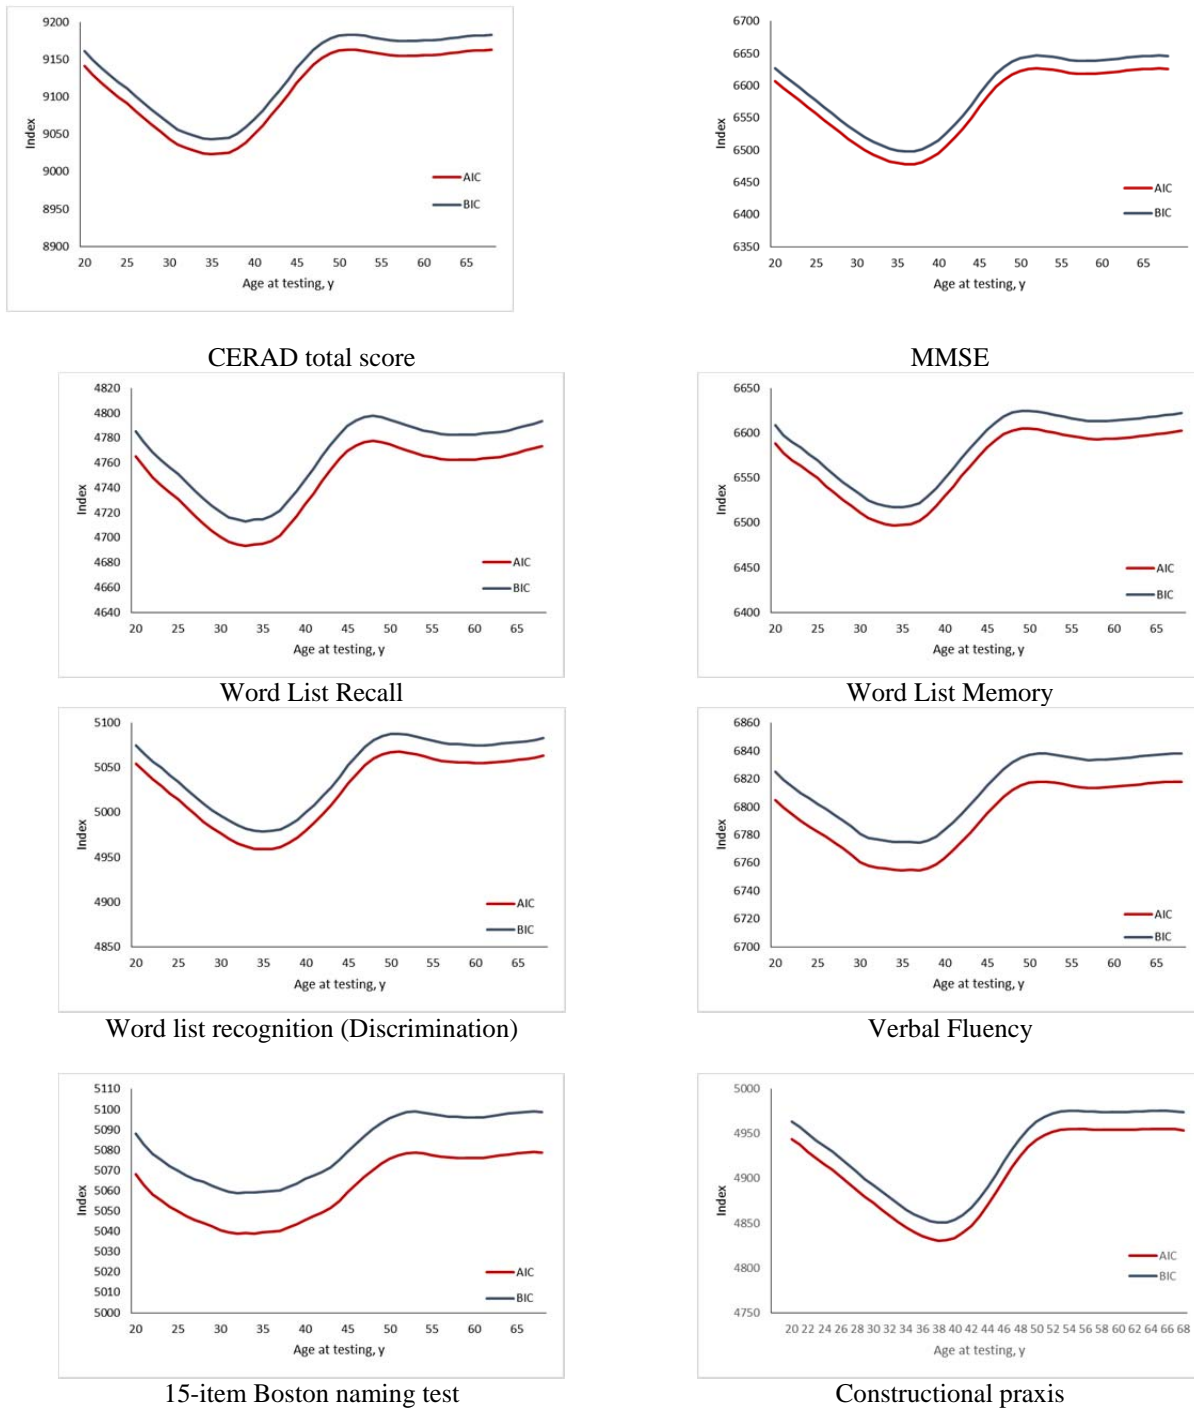 9200
9150
9100
9050
9000
8950
8900
Index
20 25 30 35 40 45 50 55 60 65
Age at testing, y
AIC
BIC
CERAD total score
6700
6650
6600
6550
6500
6450
6400
6350
Index
20 25 30 35 40 45 50 55 60 65
Age at testing, y
AIC
BIC
MMSE
4820
4800
4780
4760
4740
4720
4700
4680
4660
4640
Index
20 25 30 35 40 45 50 55 60 65
Age at testing, y
AIC
BIC
Word List Recall
6650
6600
6550
6500
6450
6400
Index
20 25 30 35 40 45 50 55 60 65
Age at testing, y
AIC
BIC
Word List Memory
5100
5050
5000
4950
4900
4850
Index
20 25 30 35 40 45 50 55 60 65
Age at testing, y
AIC
BIC
Word list recognition (Discrimination)
6860
6840
6820
6800
6780
6760
6740
6720
6700
Index
20 25 30 35 40 45 50 55 60 65
Age at testing, y
AIC
BIC
Verbal Fluency
5110
5100
5090
5080
5070
5060
5050
5040
5030
5020
5010
5000
Index
20 25 30 35 40 45 50 55 60 65
Age at testing, y
AIC
BIC
15-item Boston naming test
5000
4950
4900
4850
4800
4750
Index
20 22 24 26 28 30 32 34 36 38 40 42 44 46 48 50 52 54 56 58 60 62 64 66 68
Age at testing, y
AIC
BIC
Constructional praxis